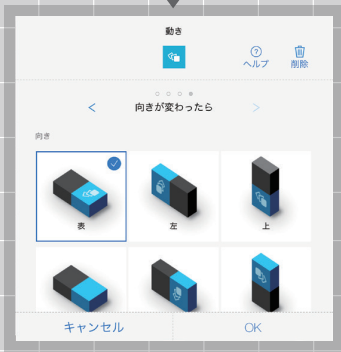 動き
ヘルプ 削除
< 向きが変わったら >
向き
表 左 上
キャンセル OK